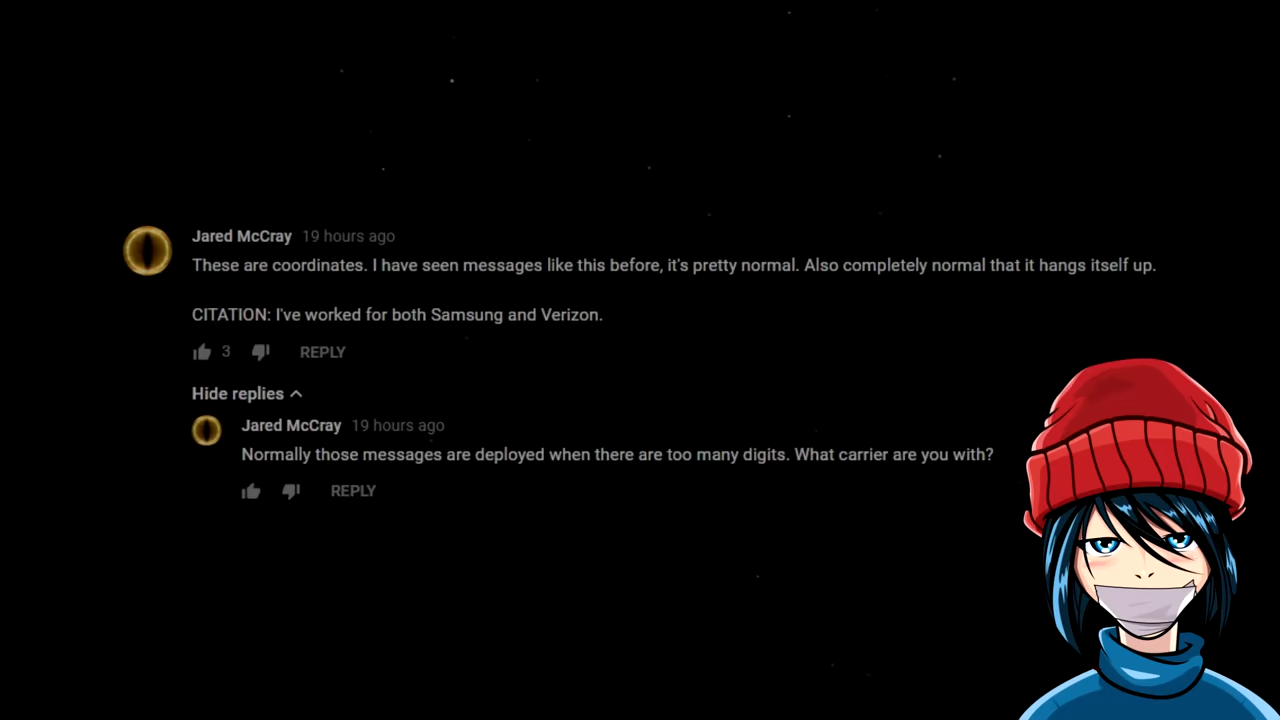 Jared McCray 19 hours ago
These are coordinates. I have seen messages like this before, it's pretty normal. Also completely normal that it hangs itself up.
CITATION: I've worked for both Samsung and Verizon.
3 REPLY
Hide replies
Jared McCray 19 hours ago
Normally those messages are deployed when there are too many digits. What carrier are you with?
REPLY